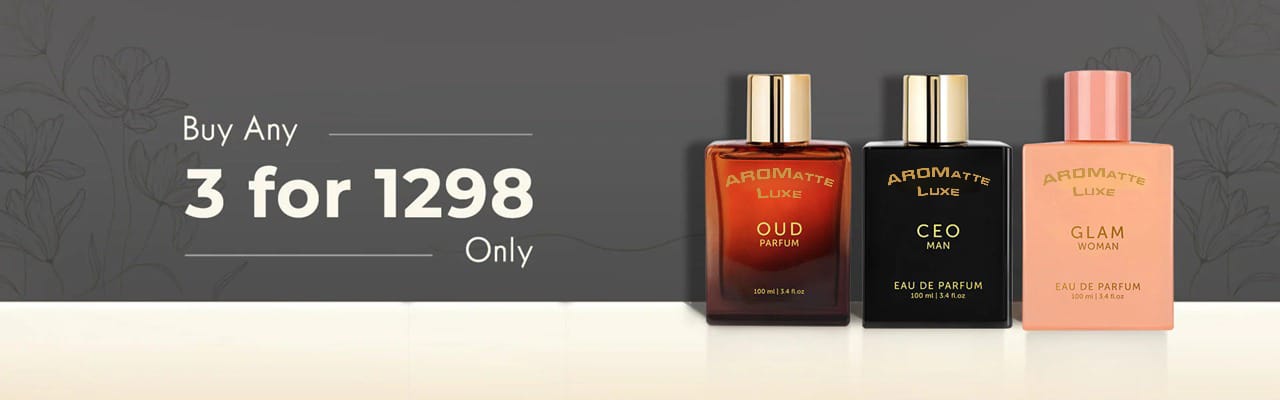 Buy Any
3 for 1298
Only
AROMATTE
LUXE
OUD
PARFUM
100 ml | 3.4 fl.oz
AROMATTE
LUXE
CEO
MAN
EAU DE PARFUM
100 ml | 3.4 fl.oz
AROMATTE
LUXE
GLAM
WOMAN
EAU DE PARFUM
100 ml | 3.4 fl.oz